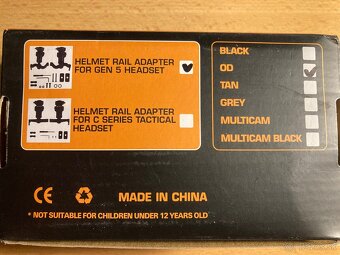 HELMET RAIL ADAPTER
FOR GEN 5 HEADSET
HELMET RAIL ADAPTER
FOR C SERIES TACTICAL
HEADSET
BLACK
OD
TAN
GREY
MULTICAM
MULTICAM BLACK
CE
MADE IN CHINA
* NOT SUITABLE FOR CHILDREN UNDER 12 YEARS OLD